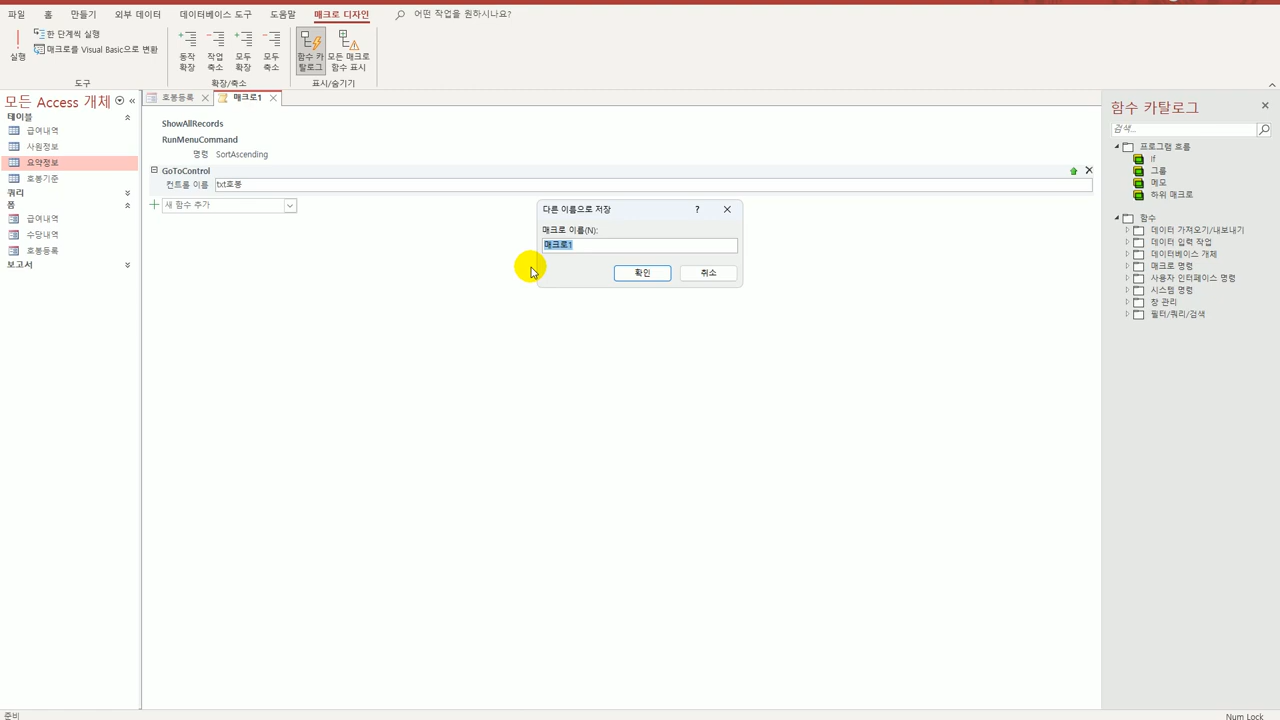 파일 홈 만들기 외부 데이터 데이터베이스 도구 도움말 매크로 디자인 어떤 작업을 원하시나요?
실행
한 단계씩 실행
매크로를 Visual Basic으로 변환
도구
동작 확장
작업 축소
모두 확장
모두 축소
확장/축소
함수 카탈로그
모든 매크로 함수 표시
표시/숨기기
모든 Access 개체
테이블
급여내역
사원정보
요약정보
호봉기준
쿼리
폼
급여내역
수당내역
호봉등록
보고서
호봉등록 매크로1
ShowAllRecords
RunMenuCommand
명령 SortAscending
GoToControl
컨트롤 이름 txt호봉
새 함수 추가
다른 이름으로 저장 ?
매크로 이름(N):
매크로1
확인 취소
함수 카탈로그
검색...
프로그램 흐름
If
그룹
메모
하위 매크로
함수
데이터 가져오기/내보내기
데이터 입력 작업
데이터베이스 개체
매크로 명령
사용자 인터페이스 명령
시스템 명령
창 관리
필터/쿼리/검색
준비 Num Lock